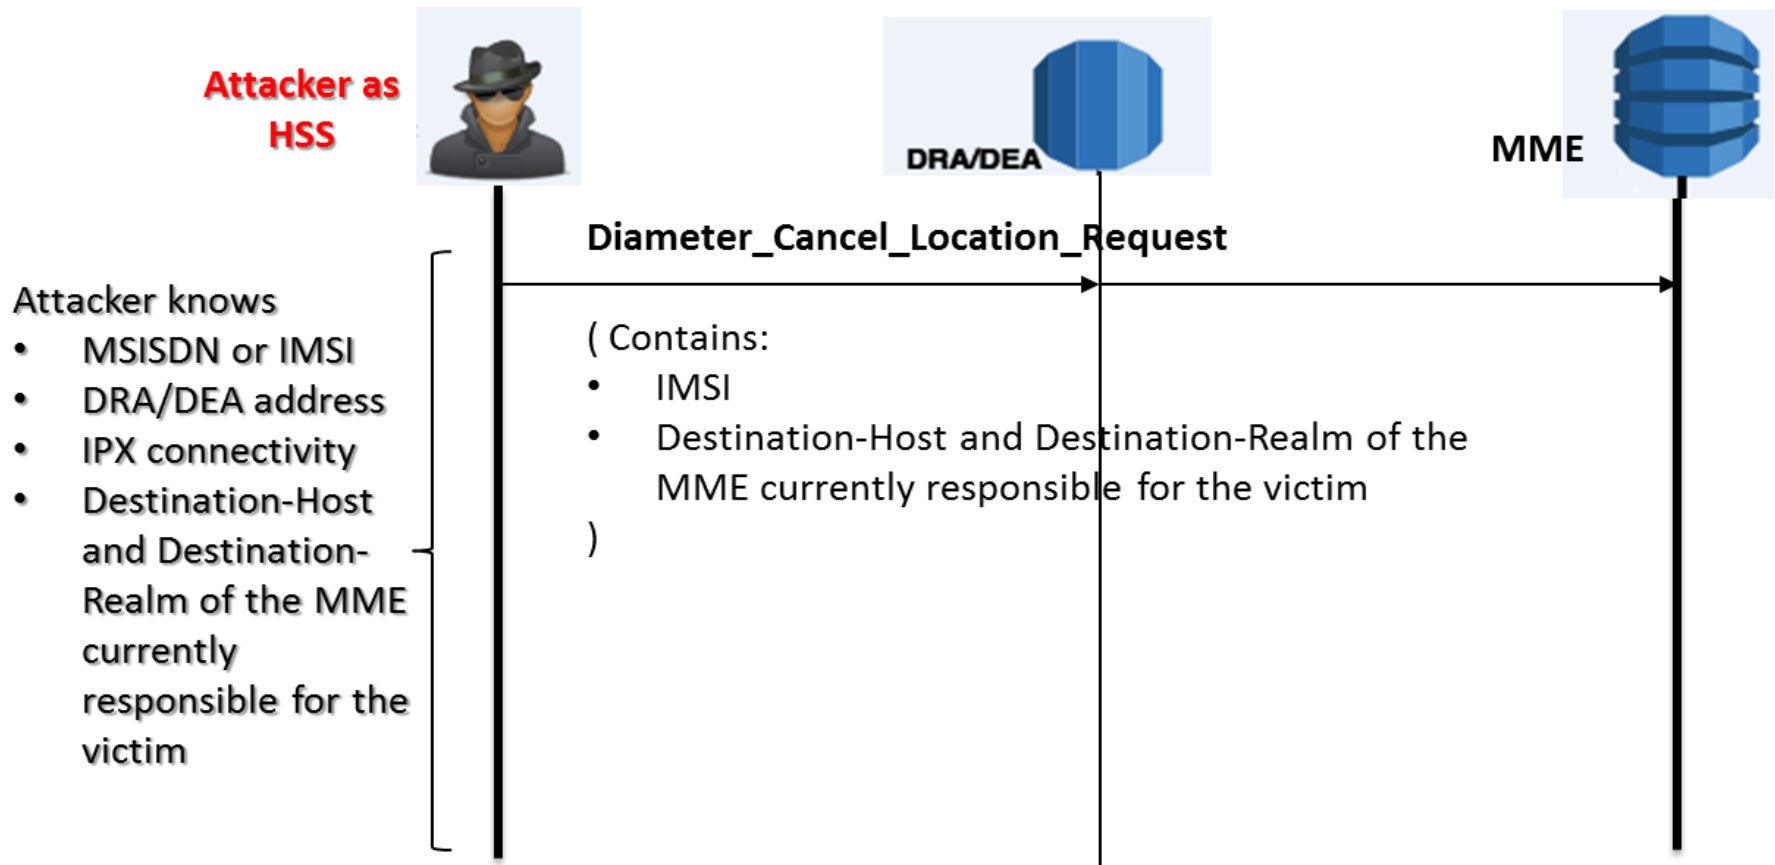 Attacker as
HSS
DRA/DEA
MME
Diameter_Cancel_Location_Request
Attacker knows
• MSISDN or IMSI
• DRA/DEA address
• IPX connectivity
• Destination-Host
and Destination-
Realm of the MME
currently
responsible for the
victim
( Contains:
• IMSI
• Destination-Host and Destination-Realm of the
MME currently responsible for the victim
)